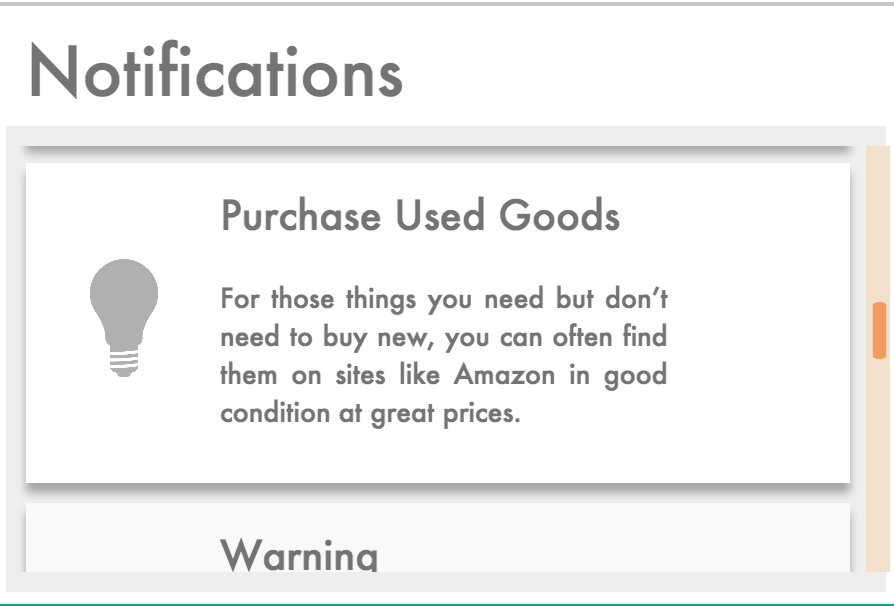 Notifications
Purchase Used Goods
For those things you need but don’t
need to buy new, you can often find
them on sites like Amazon in good
condition at great prices.
Warning